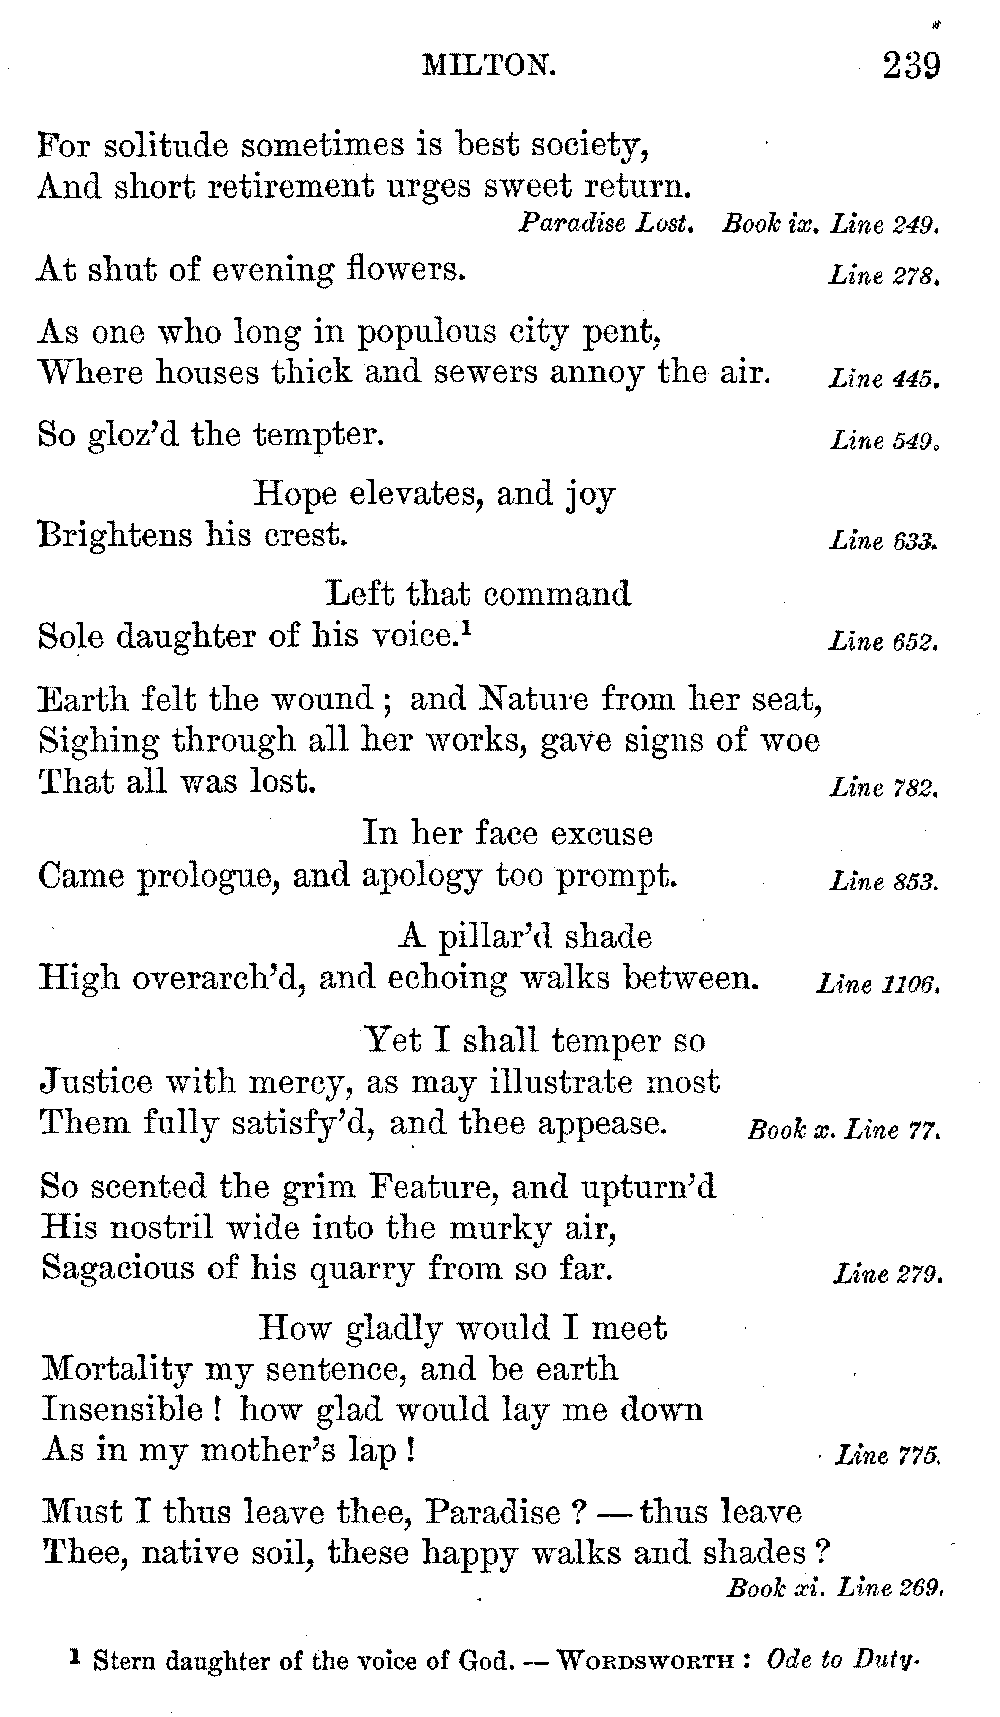 MILTON. 239
For solitude sometimes is best society,
And short retirement urges sweet return.
Paradise Lost. Book ix. Line 249.
At shut of evening flowers. Line 278.
As one who long in populous city pent,
Where houses thick and sewers annoy the air. Line 445.
So gloz'd the tempter. Line 549.
Hope elevates, and joy
Brightens his crest. Line 633.
Left that command
Sole daughter of his voice.¹ Line 652.
Earth felt the wound ; and Nature from her seat,
Sighing through all her works, gave signs of woe
That all was lost. Line 782.
In her face excuse
Came prologue, and apology too prompt. Line 853.
A pillar'd shade
High overarch'd, and echoing walks between. Line 1106.
Yet I shall temper so
Justice with mercy, as may illustrate most
Them fully satisfy'd, and thee appease. Book x. Line 77.
So scented the grim Feature, and upturn'd
His nostril wide into the murky air,
Sagacious of his quarry from so far. Line 279.
How gladly would I meet
Mortality my sentence, and be earth
Insensible ! how glad would lay me down
As in my mother's lap ! Line 775.
Must I thus leave thee, Paradise ? — thus leave
Thee, native soil, these happy walks and shades ?
Book xi. Line 269.
¹ Stern daughter of the voice of God. — WORDSWORTH : Ode to Duty.